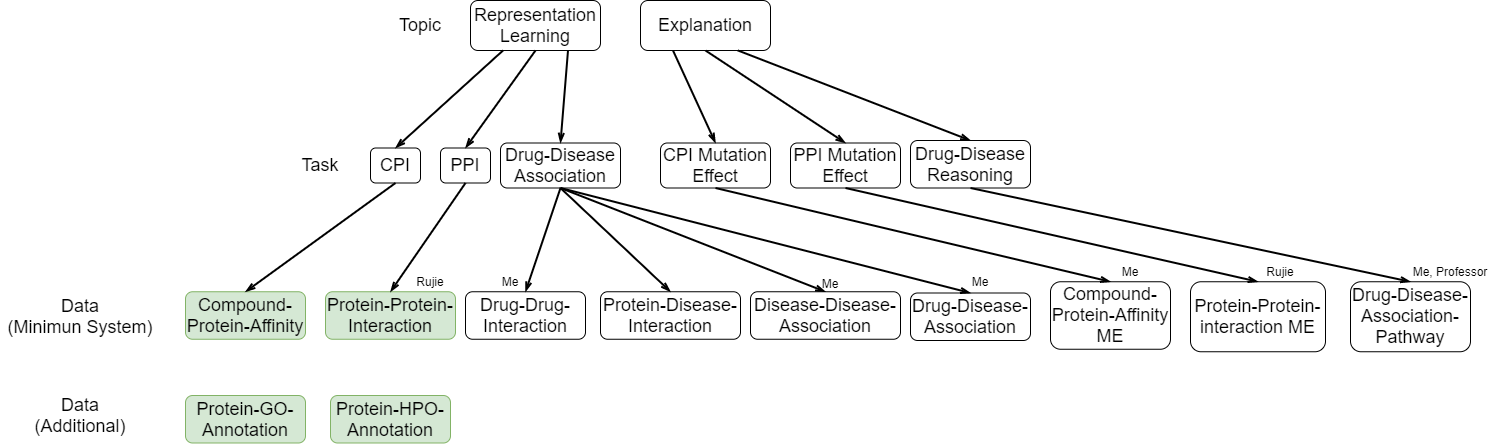 Topic
Representation
Learning
Explanation
Task
CPI
PPI
Drug-Disease
Association
CPI Mutation
Effect
PPI Mutation
Effect
Drug-Disease
Reasoning
Data
(Minimun System)
Compound-
Protein-Affinity
Rujie
Protein-Protein-
Interaction
Me
Drug-Drug-
Interaction
Protein-Disease-
Interaction
Me
Disease-Disease-
Association
Me
Drug-Disease-
Association
Me
Compound-
Protein-Affinity
ME
Rujie
Protein-Protein-
interaction ME
Me, Professor
Drug-Disease-
Association-
Pathway
Data
(Additional)
Protein-GO-
Annotation
Protein-HPO-
Annotation